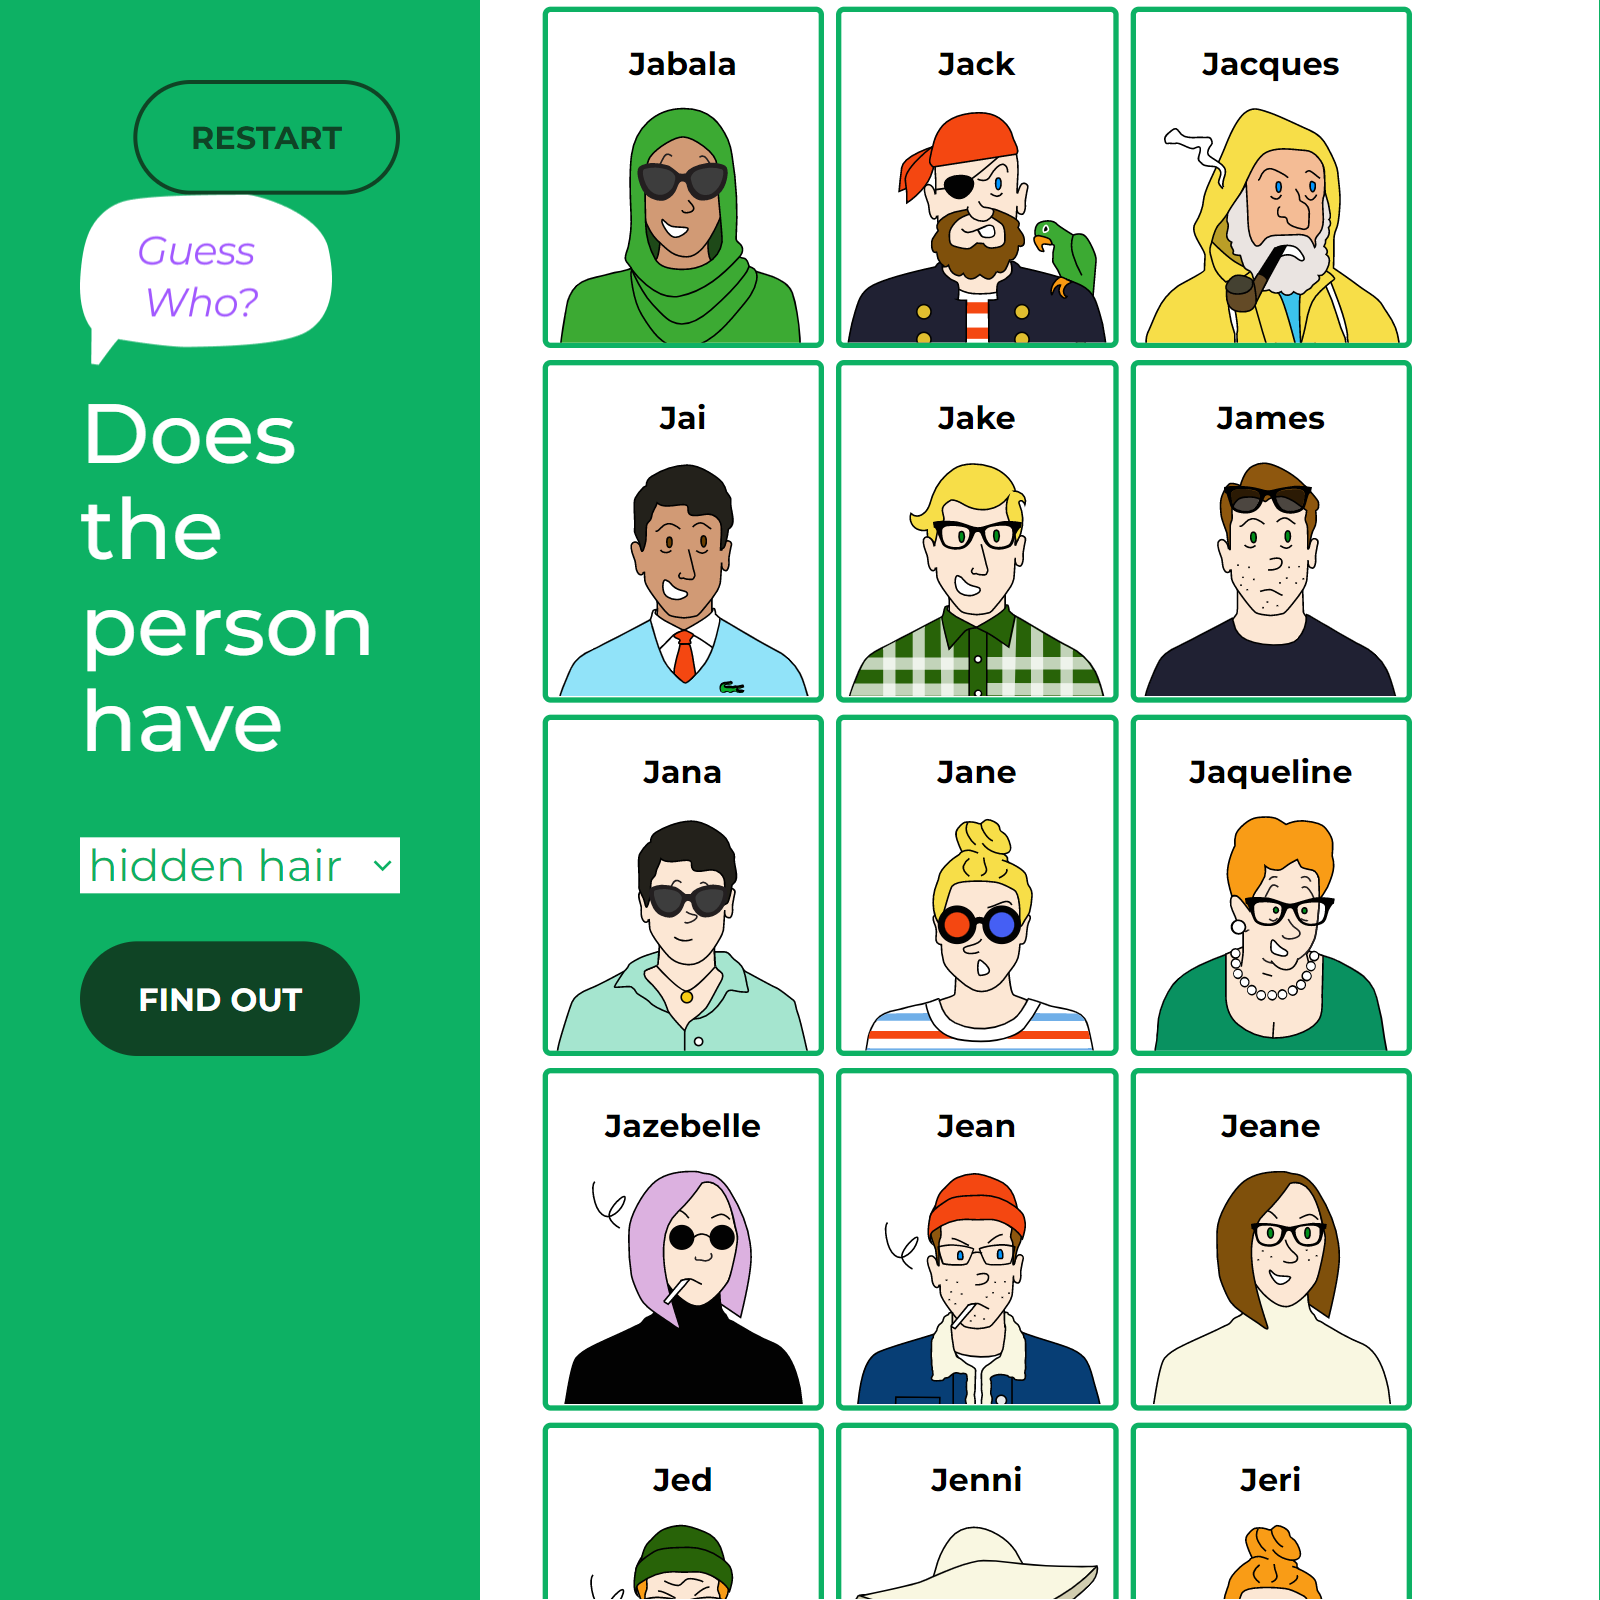 RESTART
Guess
Who?
Does
the
person
have
hidden hair
FIND OUT
Jabala
Jack
Jacques
Jai
Jake
James
Jana
Jane
Jaqueline
Jazebelle
Jean
Jeane
Jed
Jenni
Jeri